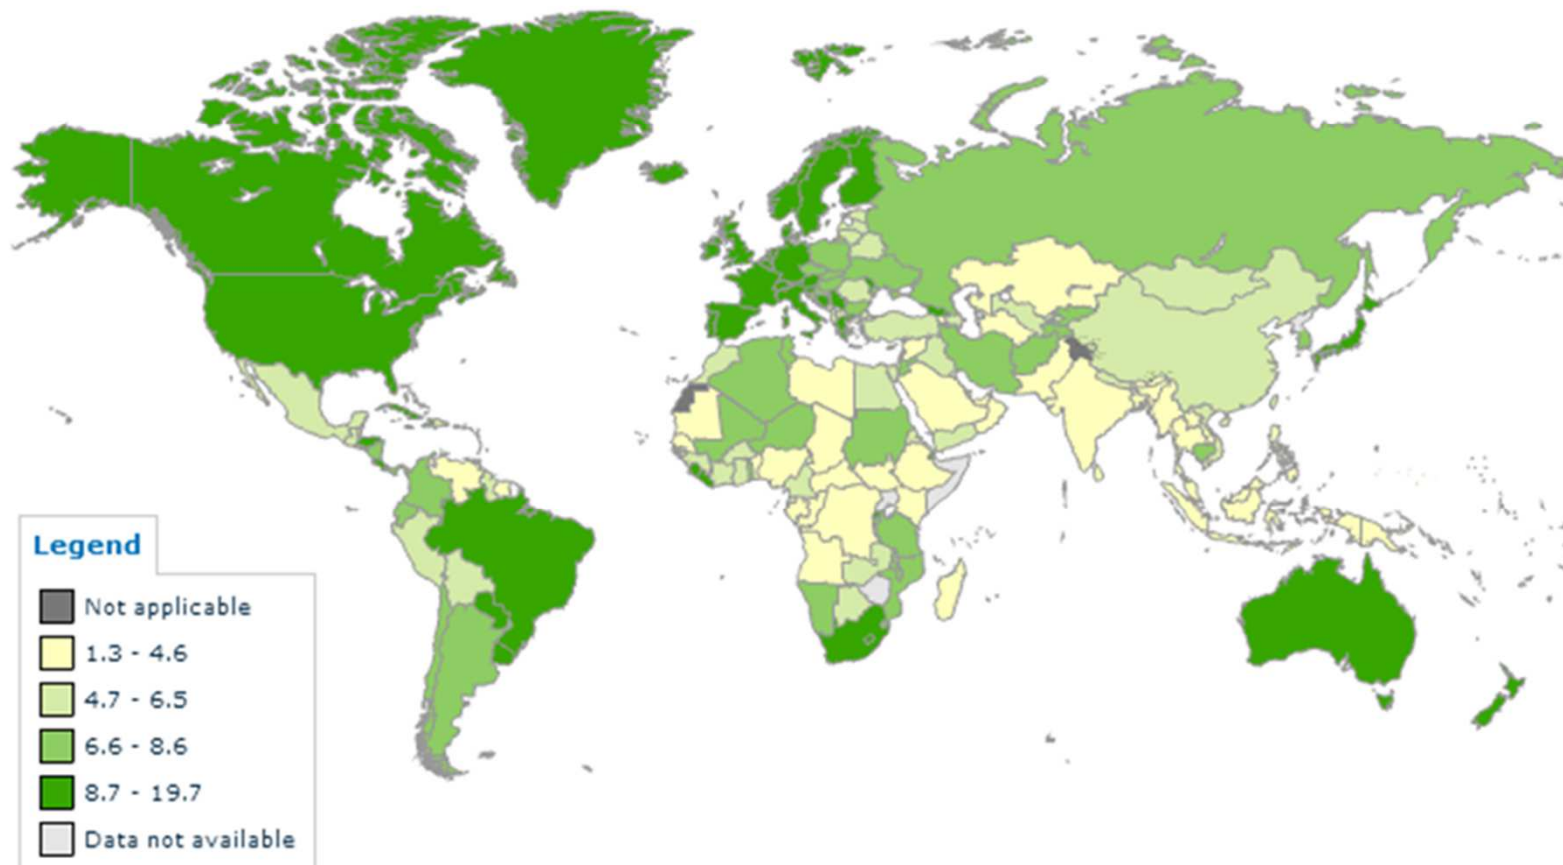 Legend
Not applicable
1.3 - 4.6
4.7 - 6.5
6.6 - 8.6
8.7 - 19.7
Data not available